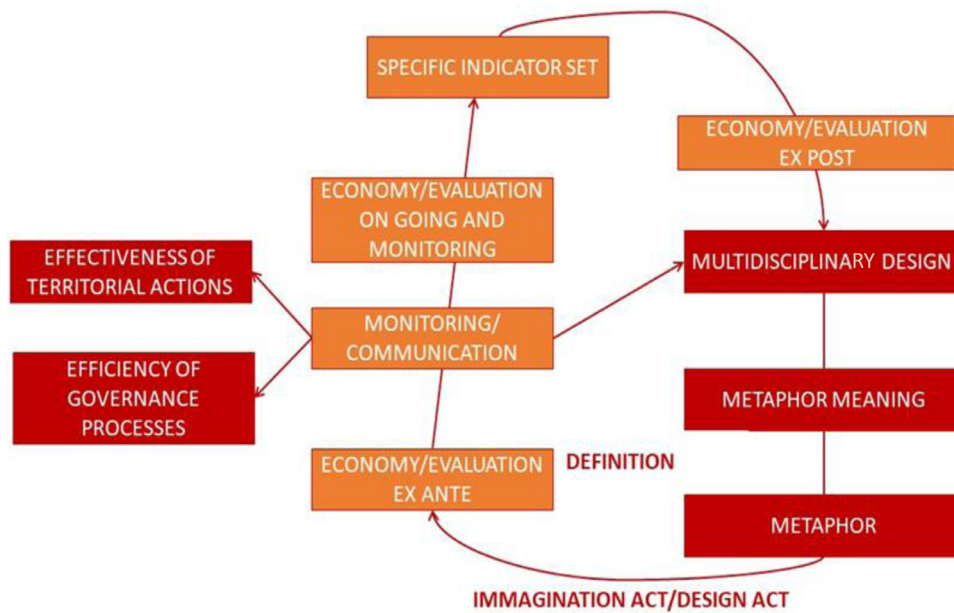 SPECIFIC INDICATOR SET
ECONOMY/EVALUATION
EX POST
ECONOMY/EVALUATION
ON GOING AND
MONITORING
EFFECTIVENESS OF
TERRITORIAL ACTIONS
MULTIDISCIPLINARY DESIGN
MONITORING/
COMMUNICATION
EFFICIENCY OF
GOVERNANCE
PROCESSES
METAPHOR MEANING
ECONOMY/EVALUATION
EX ANTE
DEFINITION
METAPHOR
IMMAGINATION ACT/DESIGN ACT